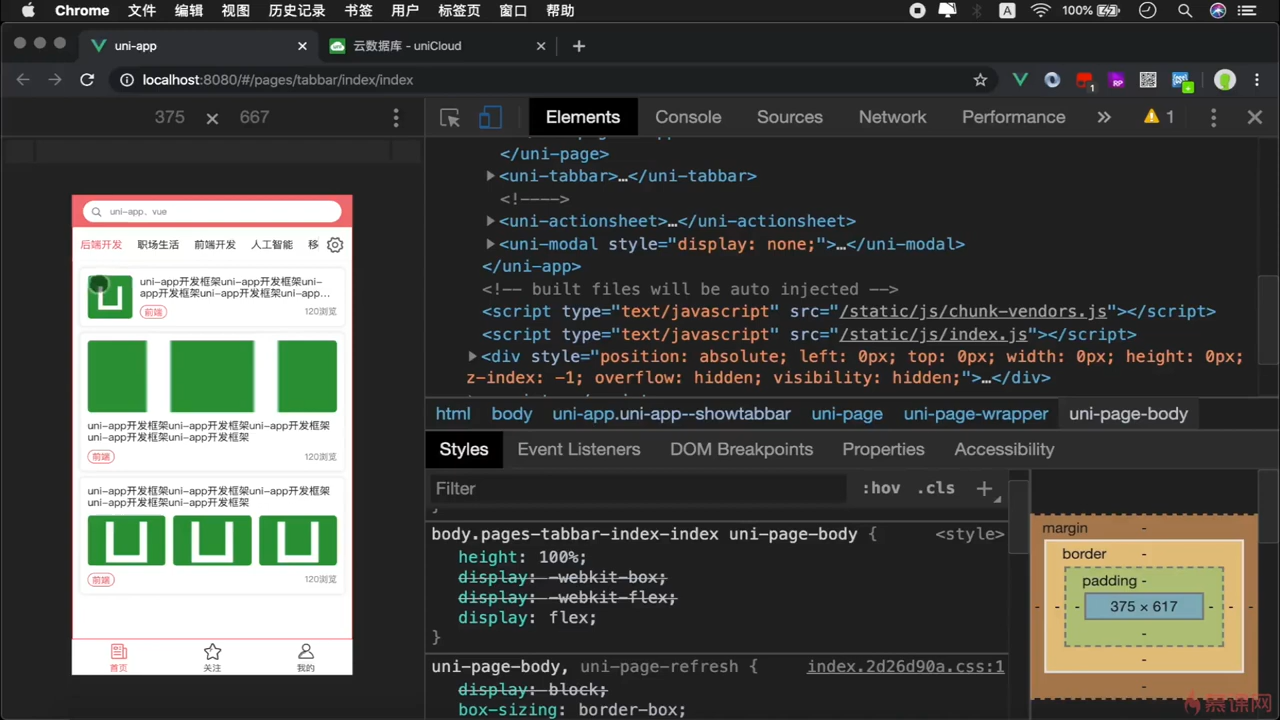 Chrome 文件 编辑 视图 历史记录 书签 用户 标签页 窗口 帮助 A 100%
uni-app 云数据库 - uniCloud
localhost:8080/#/pages/tabbar/index/index
375 × 667
Elements Console Sources Network Performance » 1
</uni-page>
<uni-tabbar>…</uni-tabbar>
<!---->
<uni-actionsheet>…</uni-actionsheet>
<uni-modal style="display: none;">…</uni-modal>
</uni-app>
<!-- built files will be auto injected -->
<script type="text/javascript" src="/static/js/chunk-vendors.js"></script>
<script type="text/javascript" src="/static/js/index.js"></script>
<div style="position: absolute; left: 0px; top: 0px; width: 0px; height: 0px;
z-index: -1; overflow: hidden; visibility: hidden;">…</div>
html body uni-app.uni-app--showtabbar uni-page uni-page-wrapper uni-page-body
Styles Event Listeners DOM Breakpoints Properties Accessibility
Filter :hov .cls +
}
body.pages-tabbar-index-index uni-page-body { <style>
height: 100%;
display: -webkit-box;
display: -webkit-flex;
display: flex;
}
uni-page-body, uni-page-refresh { index.2d26d90a.css:1
display: block;
box-sizing: border-box;
margin -
border -
padding -
- - - 375 × 617 - - -
-
-
-
uni-app、vue
后端开发 职场生活 前端开发 人工智能 移
uni-app开发框架uni-app开发框架uni-
app开发框架uni-app开发框架uni-app…
前端 120浏览
uni-app开发框架uni-app开发框架uni-app开发框架
uni-app开发框架uni-app开发框架
前端 120浏览
uni-app开发框架uni-app开发框架uni-app开发框架
uni-app开发框架uni-app开发框架
前端 120浏览
首页 关注 我的
慕课网